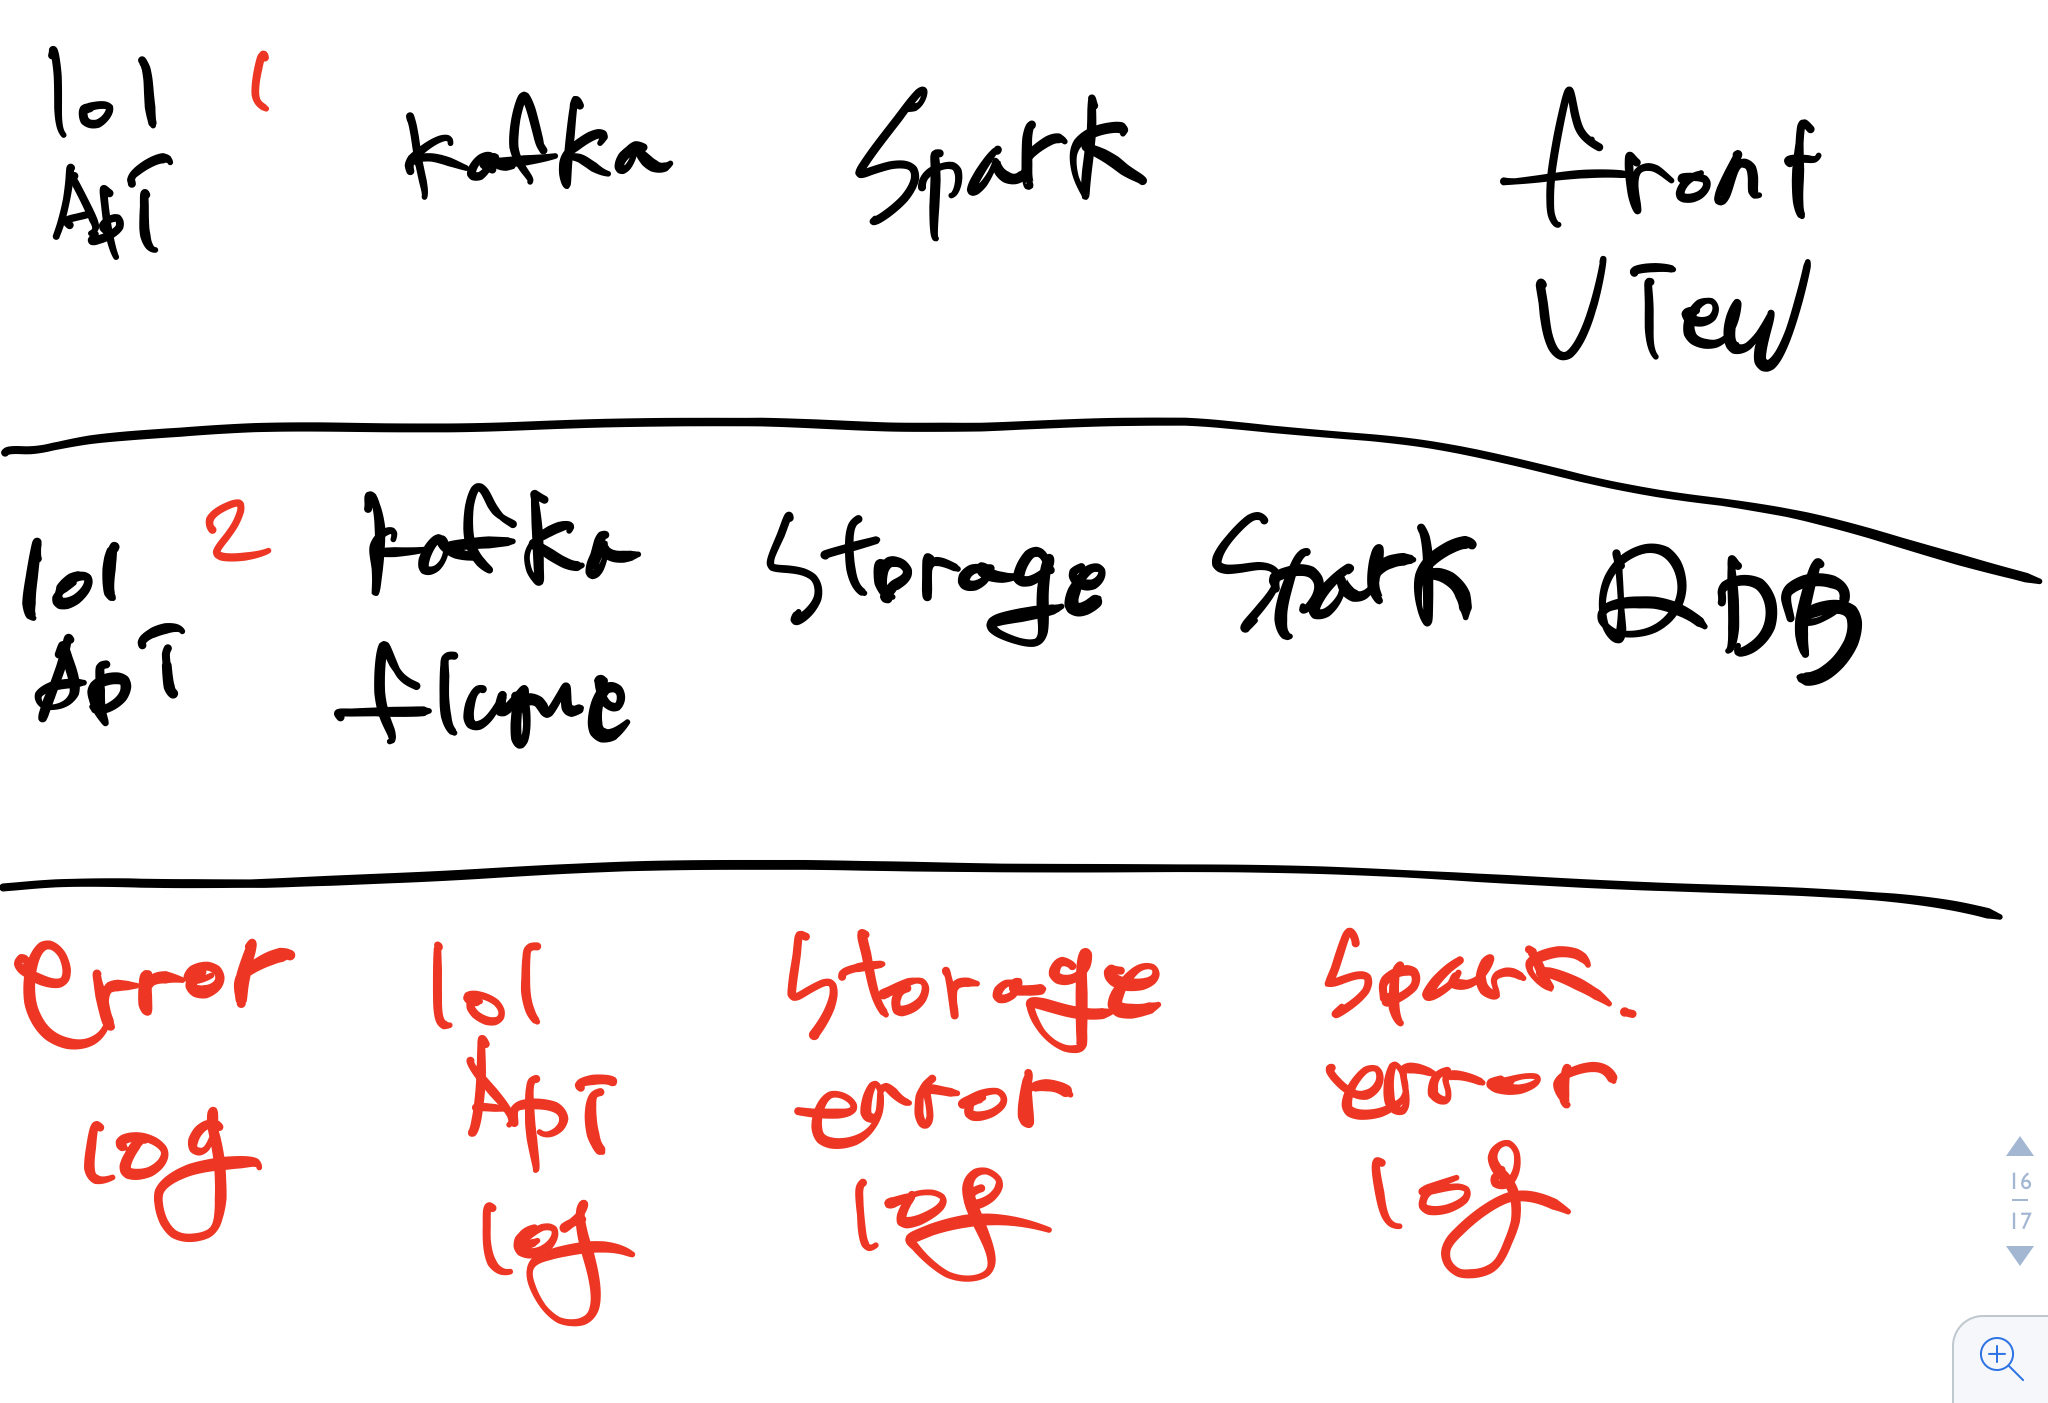 lol 1 kafka Spark front
API View
lol 2 kafka Storage Spark RDB
API flume
error lol Storage Spark.
log API error error
log log log
16
17